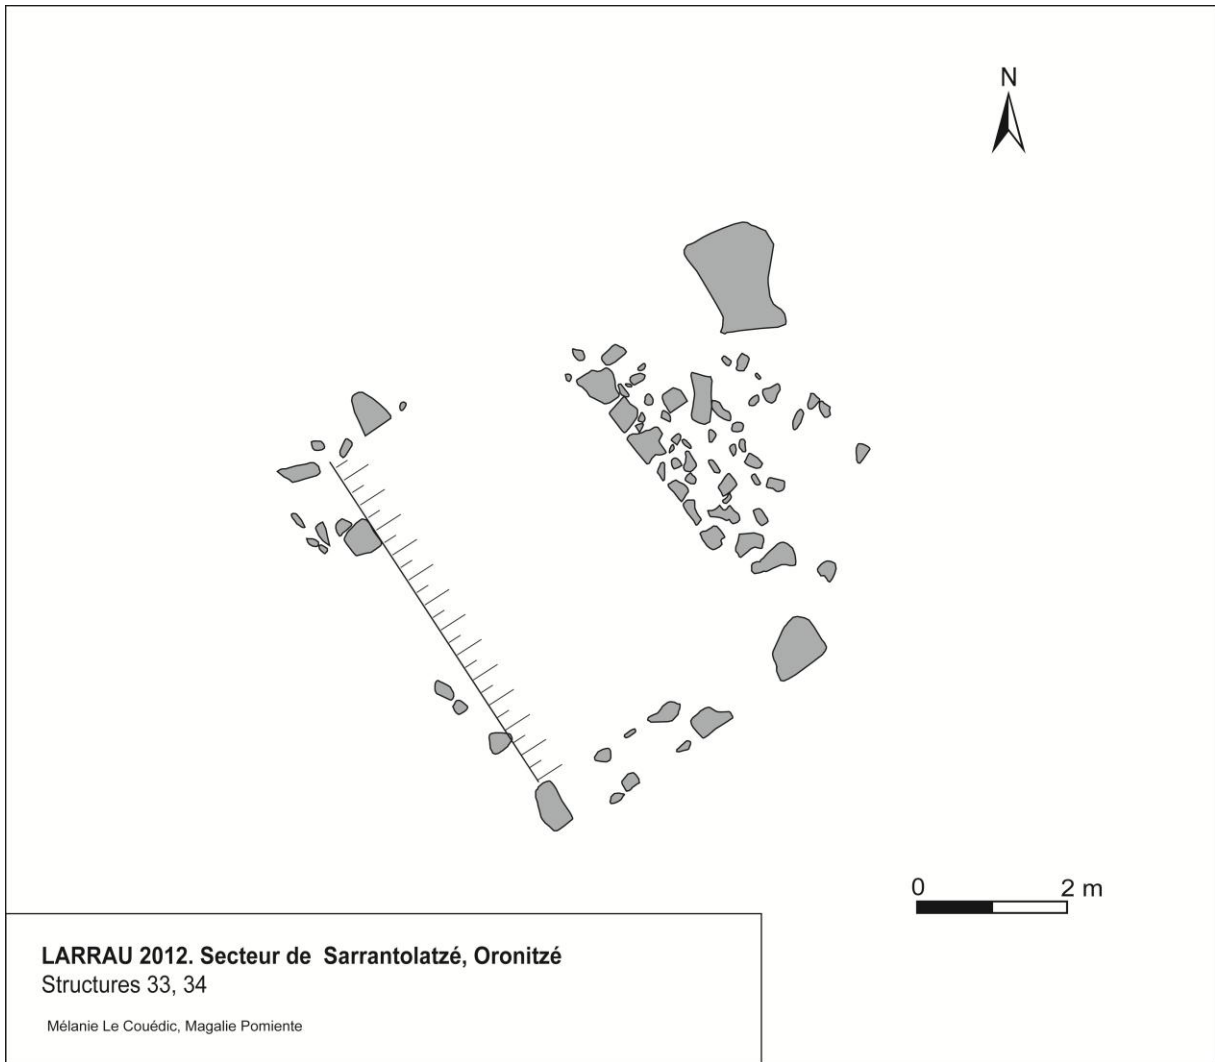 N
0 2 m
LARRAU 2012. Secteur de Sarrantolatzé, Oronitzé
Structures 33, 34
Mélanie Le Couédic, Magalie Pomiente